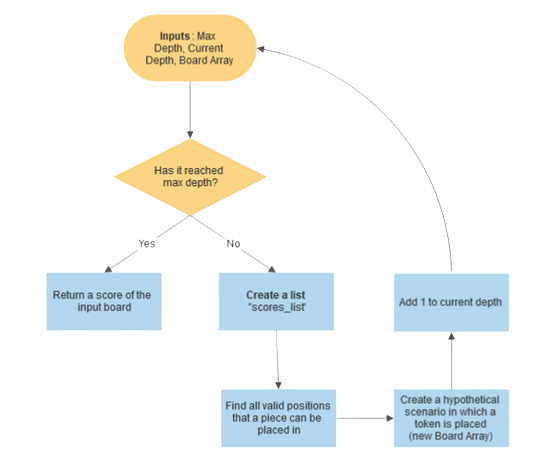 Inputs: Max
Depth, Current
Depth, Board Array
Has it reached
max depth?
Yes
No
Return a score of the
input board
Create a list
"scores_list'
Add 1 to current depth
Find all valid positions
that a piece can be
placed in
Create a hypothetical
scenario in which a
token is placed
(new Board Array)